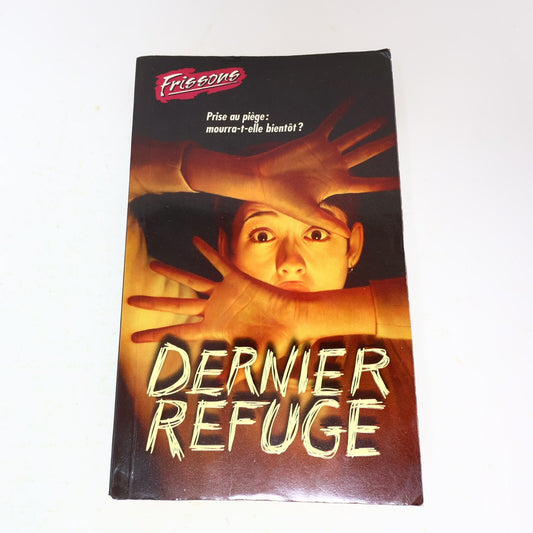 Frissons
Prise au piège :
mourra-t-elle bientôt ?
DERNIER
REFUGE